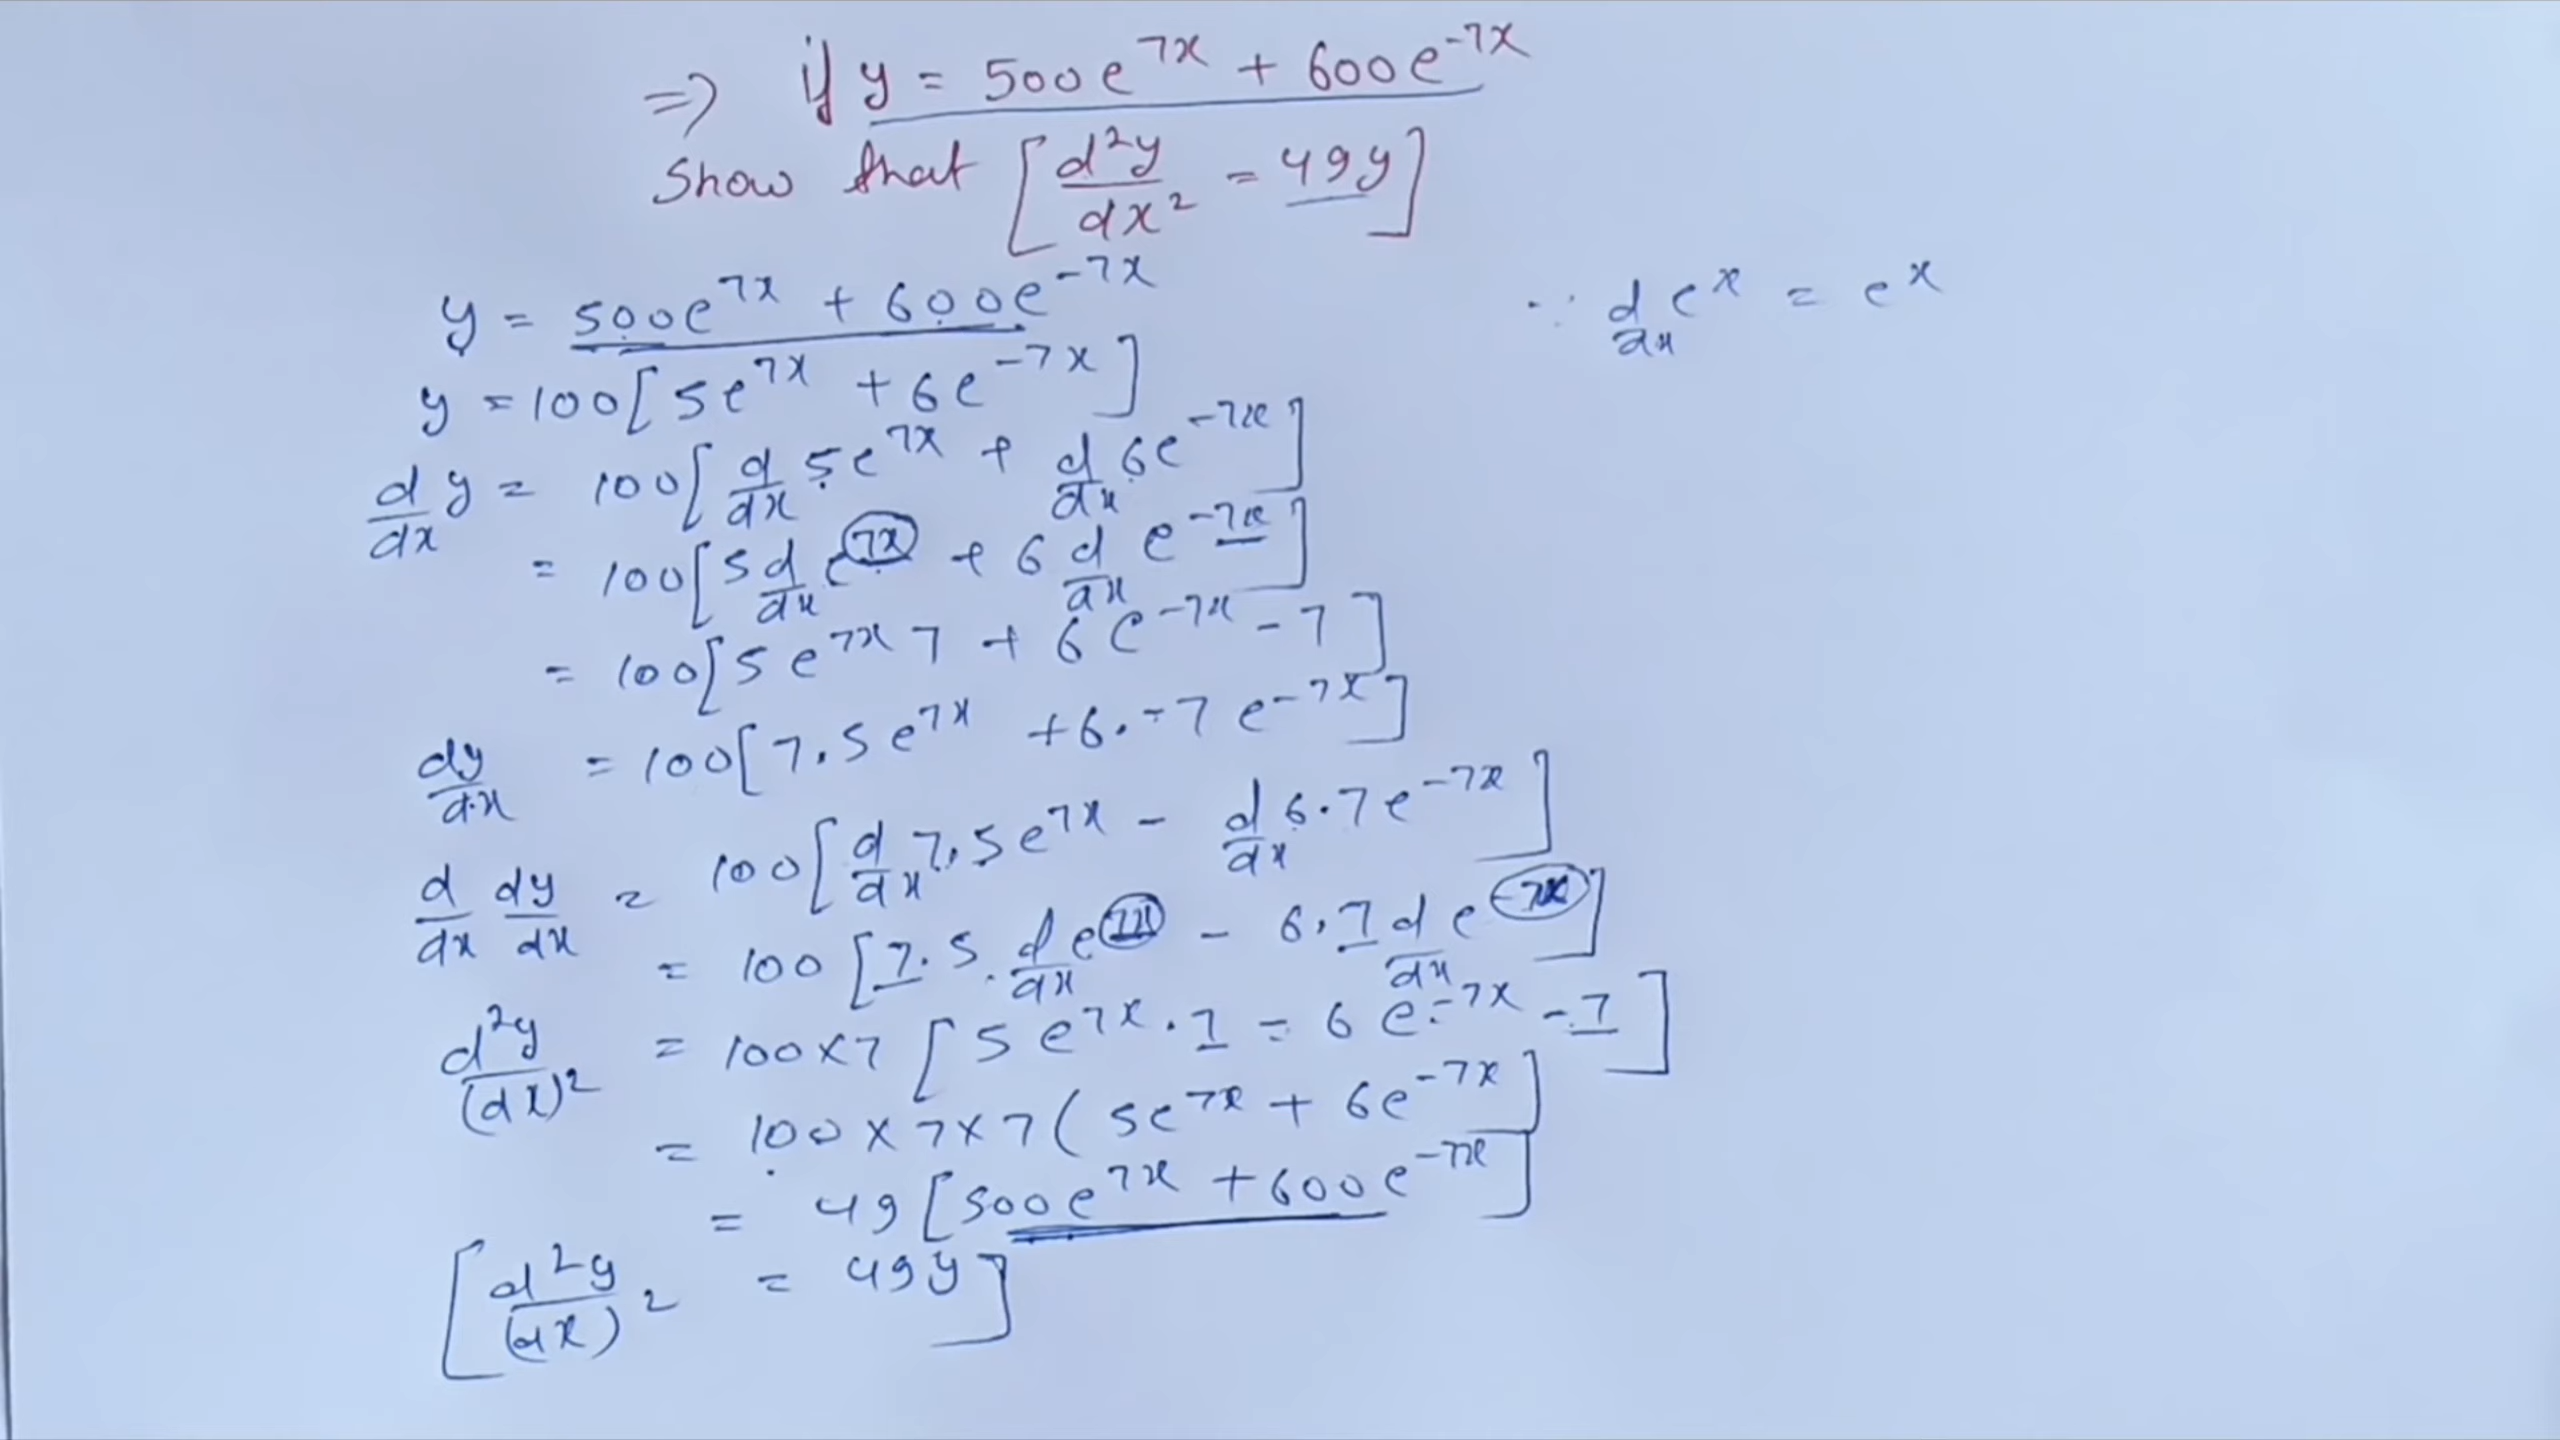 ⇒ if y = 500e^7x + 600e^-7x
Show that [d²y/dx² = 49y]
y = 500e^7x + 600e^-7x
∵ d/dx e^x = e^x
y = 100[5e^7x + 6e^-7x]
d/dx y = 100[d/dx 5e^7x + d/dx 6e^-7x]
= 100[5 d/dx e^7x + 6 d/dx e^-7x]
= 100[5e^7x 7 + 6e^-7x -7]
dy/dx = 100[7.5e^7x + 6.-7e^-7x]
d/dx dy/dx = 100[d/dx 7.5e^7x - d/dx 6.7e^-7x]
= 100[7.5. d/dx e^7x - 6.7 d/dx e^-7x]
d²y/(dx)² = 100×7[5e^7x.7 - 6e^-7x -7]
= 100×7×7(5e^7x + 6e^-7x]
= 49[500e^7x + 600e^-7x]
[d²y/(dx)² = 49y]